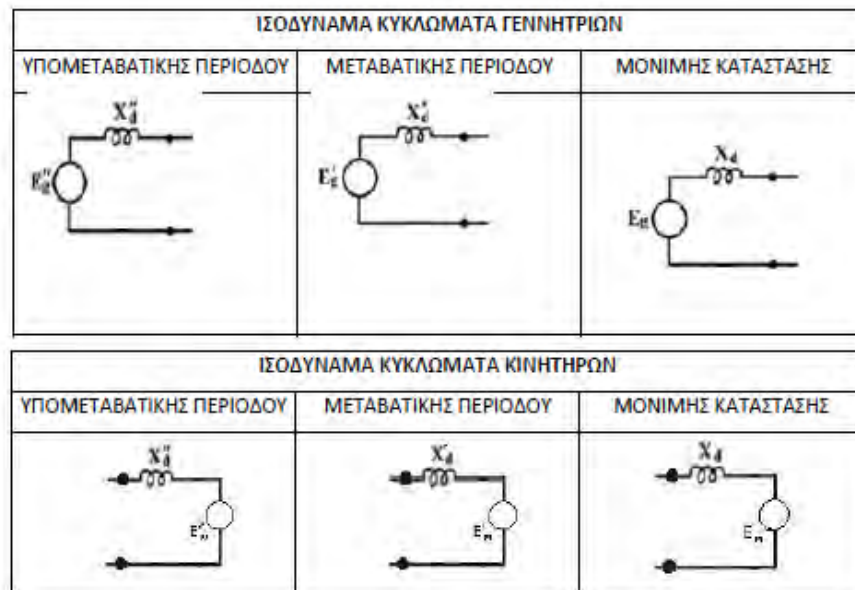 ΙΣΟΔΥΝΑΜΑ ΚΥΚΛΩΜΑΤΑ ΓΕΝΝΗΤΡΙΩΝ
ΥΠΟΜΕΤΑΒΑΤΙΚΗΣ ΠΕΡΙΟΔΟΥ ΜΕΤΑΒΑΤΙΚΗΣ ΠΕΡΙΟΔΟΥ ΜΟΝΙΜΗΣ ΚΑΤΑΣΤΑΣΗΣ
X''d X'd Xd
E''g E'g Eg
ΙΣΟΔΥΝΑΜΑ ΚΥΚΛΩΜΑΤΑ ΚΙΝΗΤΗΡΩΝ
ΥΠΟΜΕΤΑΒΑΤΙΚΗΣ ΠΕΡΙΟΔΟΥ ΜΕΤΑΒΑΤΙΚΗΣ ΠΕΡΙΟΔΟΥ ΜΟΝΙΜΗΣ ΚΑΤΑΣΤΑΣΗΣ
X''d X'd Xd